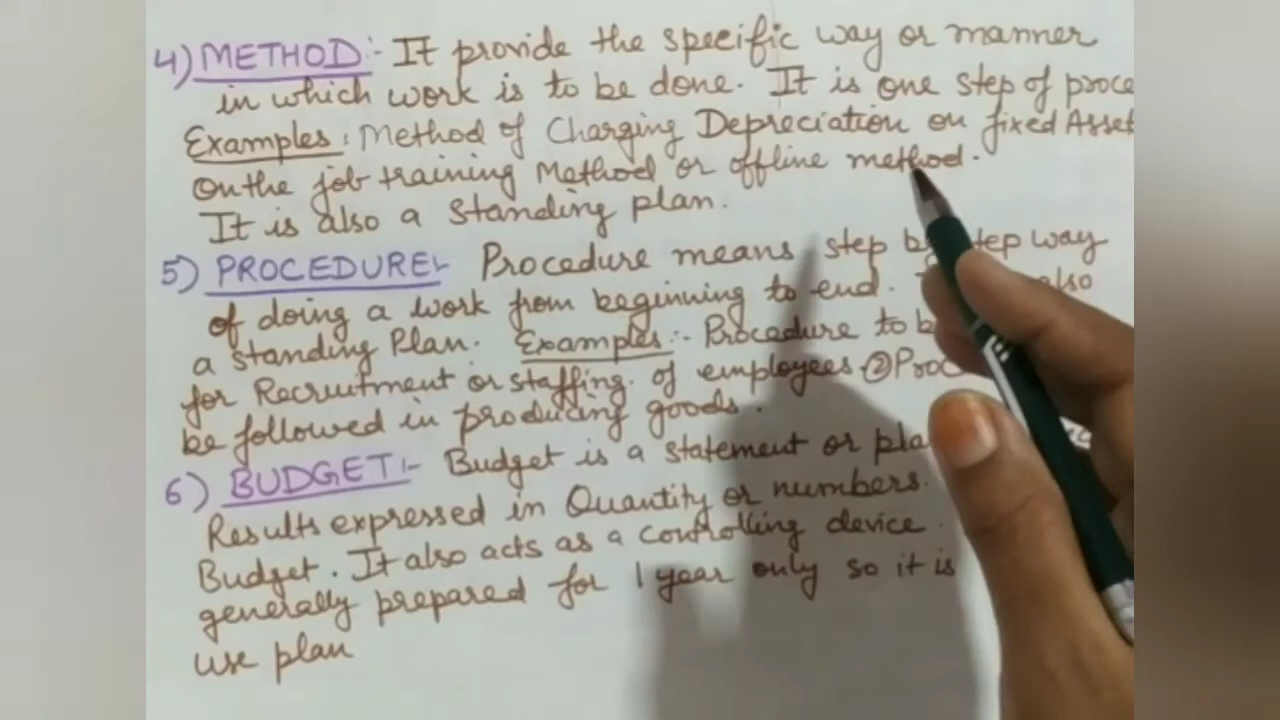 4) METHOD:- It provide the specific way or manner
in which work is to be done. It is one step of
Examples: Method of Charging Depreciation on fixed
On the job training Method or offline method.
It is also a standing plan.
5) PROCEDURE:- Procedure means step by step way
of doing a work from beginning to end. also
a standing Plan. Examples:- Procedure to
for Recruitment or staffing. of employees. ②
be followed in producing goods.
6) BUDGET:- Budget is a statement or
Results expressed in Quantity or numbers.
Budget. It also acts as a controlling device.
generally prepared for 1 year only so it is
use plan